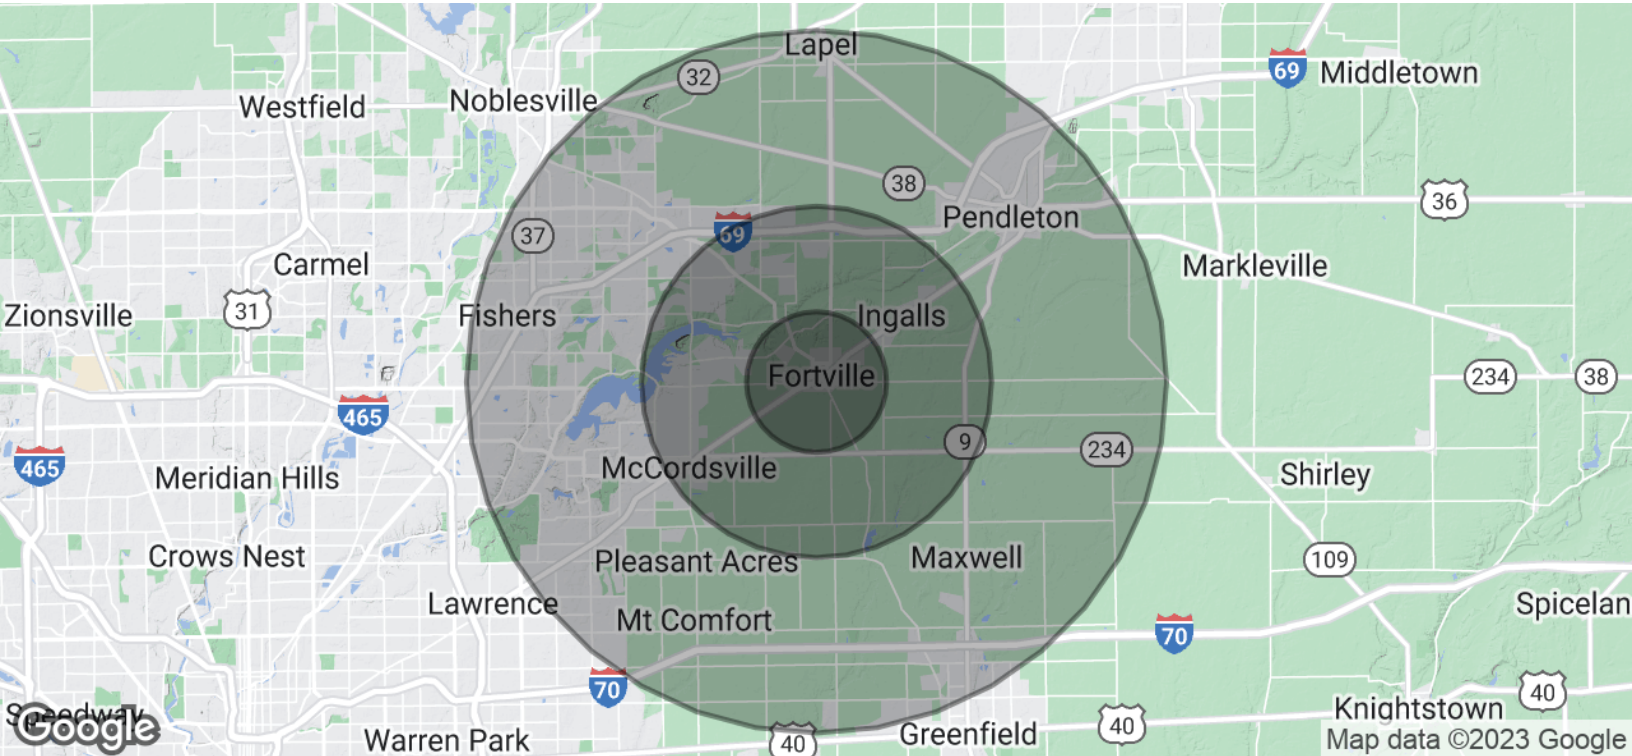 Lapel
69
Middletown
32
Westfield
Noblesville
38
36
Pendleton
37
69
Carmel
Markleville
31
Zionsville
Fishers
Ingalls
Fortville
234
38
465
9
234
465
McCordsville
Meridian Hills
Shirley
Crows Nest
Pleasant Acres
Maxwell
109
Lawrence
Mt Comfort
Spicelan
70
70
40
Speedway
Google
Knightstown
40
Greenfield
Warren Park
40
Map data ©2023 Google